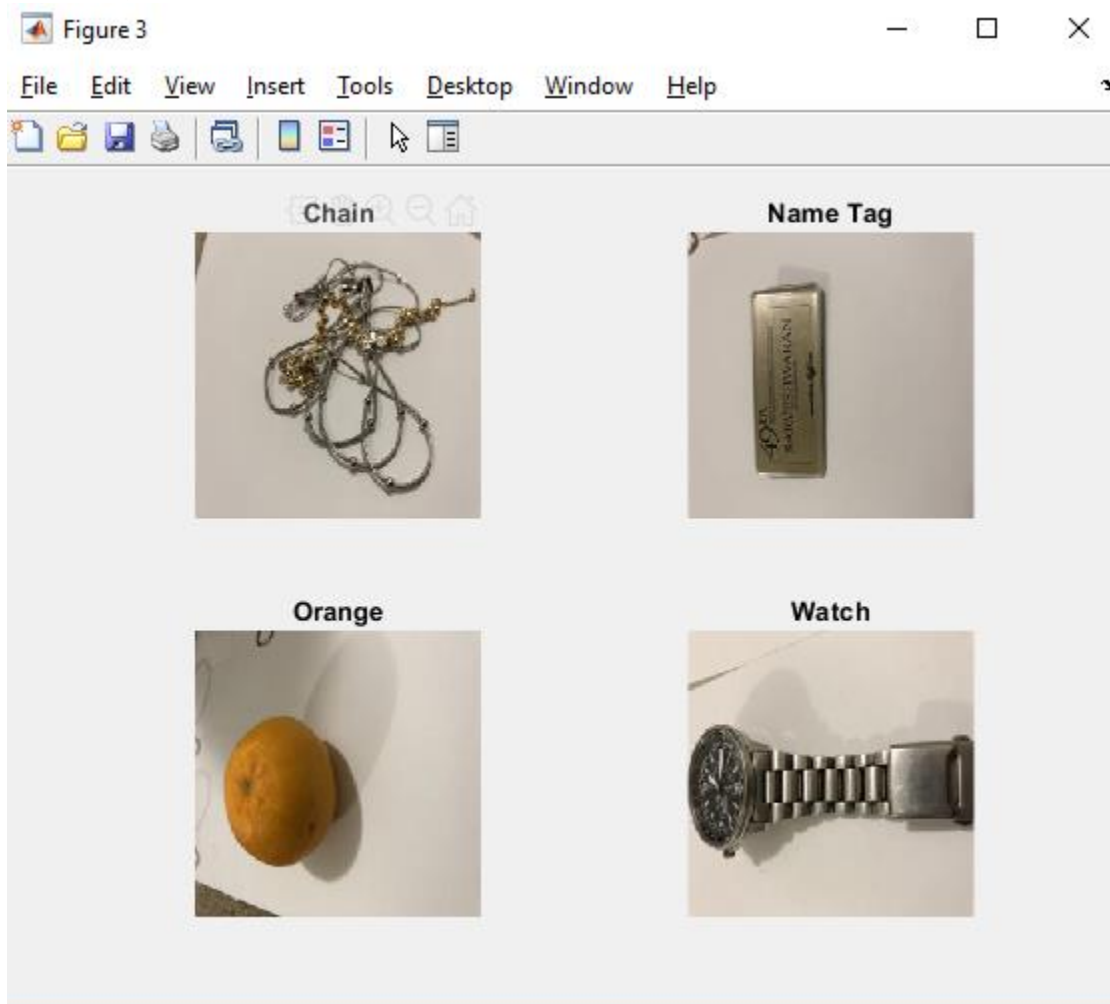 Figure 3
File Edit View Insert Tools Desktop Window Help
Chain
Name Tag
Orange
Watch